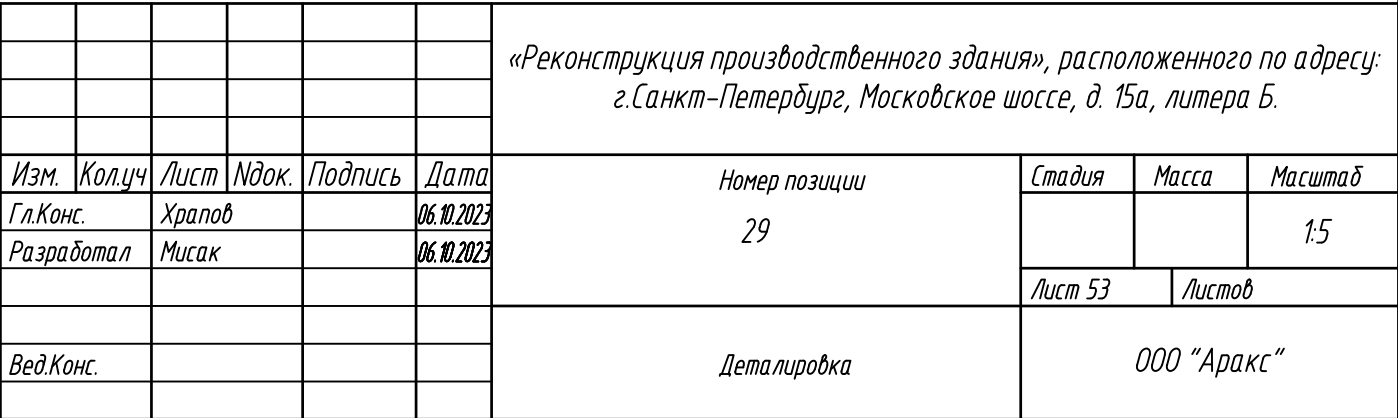 «Реконструкция производственного здания», расположенного по адресу:
г.Санкт-Петербург, Московское шоссе, д. 15а, литера Б.
Изм. Кол.уч Лист Nдок. Подпись Дата
Номер позиции
Стадия Масса Масштаб
Гл.Конс. Храпов 06.10.2023
29
1:5
Разработал Мисак 06.10.2023
Лист 53 Листов
Вед.Конс.
Деталировка
ООО "Аракс"